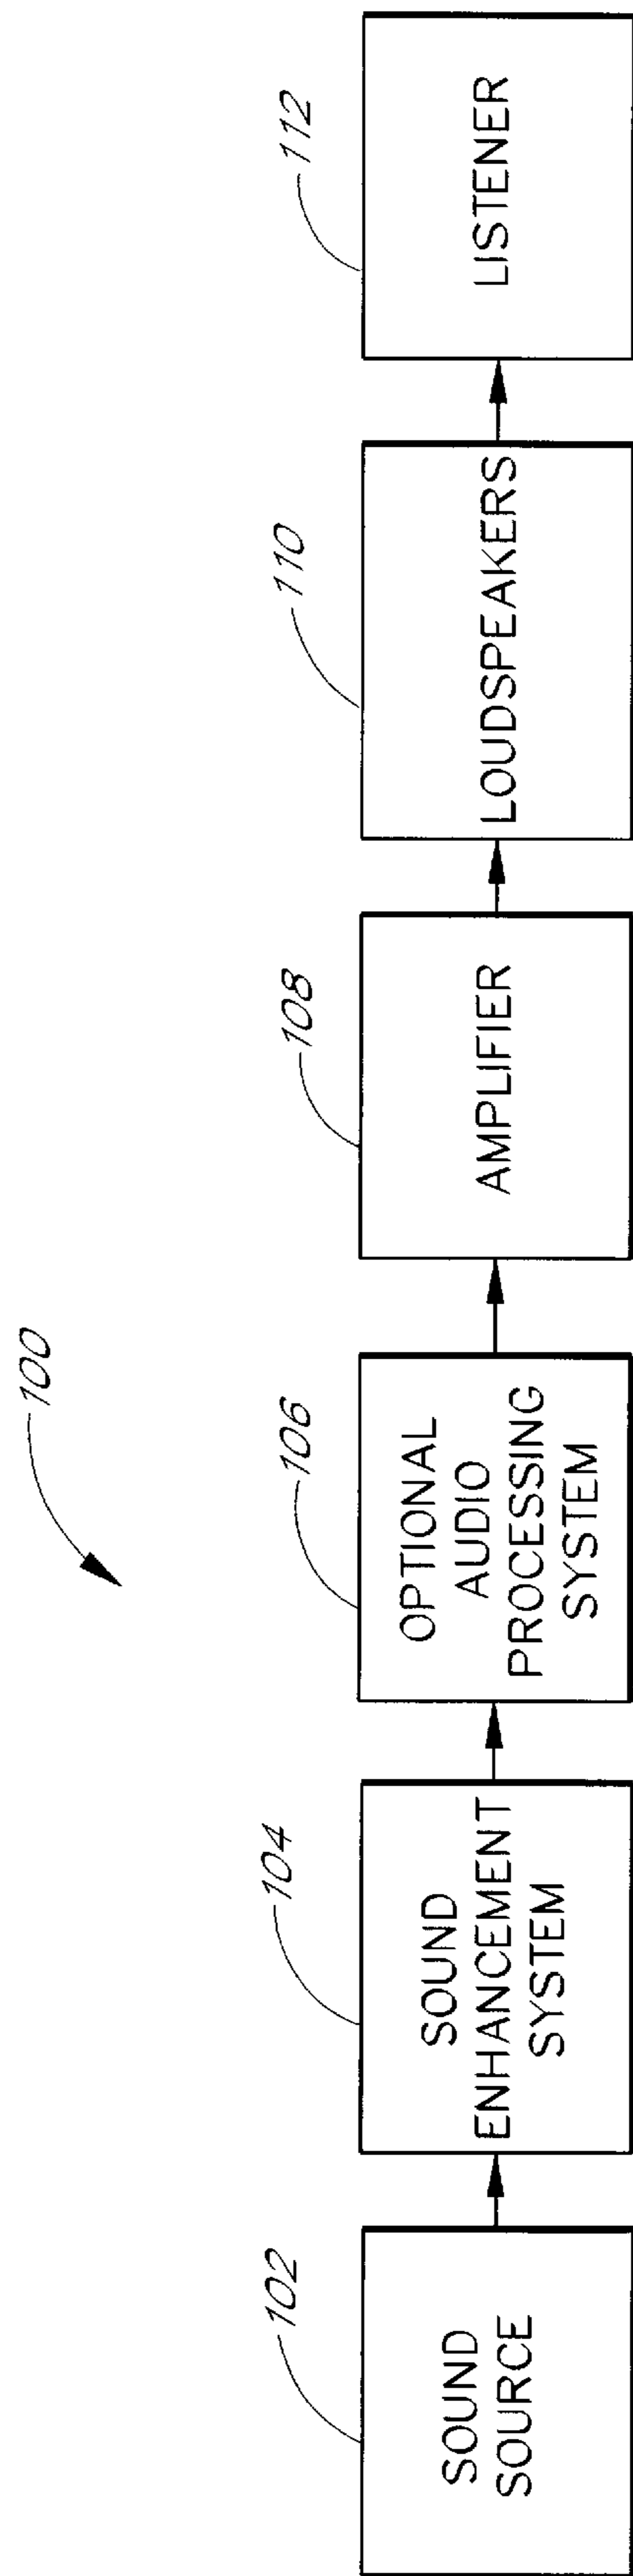 100
102
104
106
108
110
112
SOUND
SOURCE
SOUND
ENHANCEMENT
SYSTEM
OPTIONAL
AUDIO
PROCESSING
SYSTEM
AMPLIFIER
LOUDSPEAKERS
LISTENER